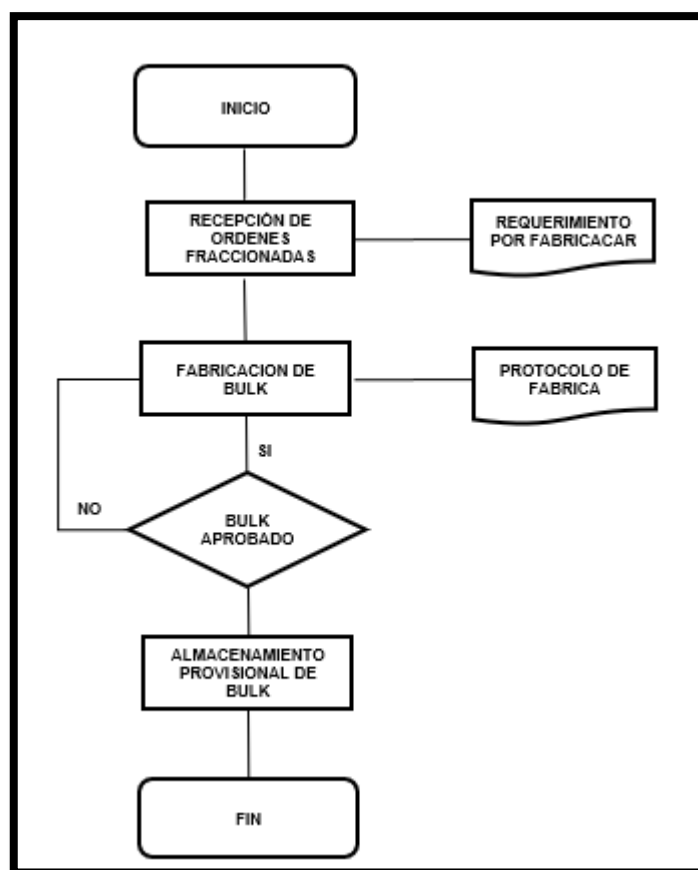 INICIO
RECEPCIÓN DE
ORDENES
FRACCIONADAS
REQUERIMIENTO
POR FABRICACAR
FABRICACION DE
BULK
PROTOCOLO DE
FABRICA
SI
NO
BULK
APROBADO
ALMACENAMIENTO
PROVISIONAL DE
BULK
FIN